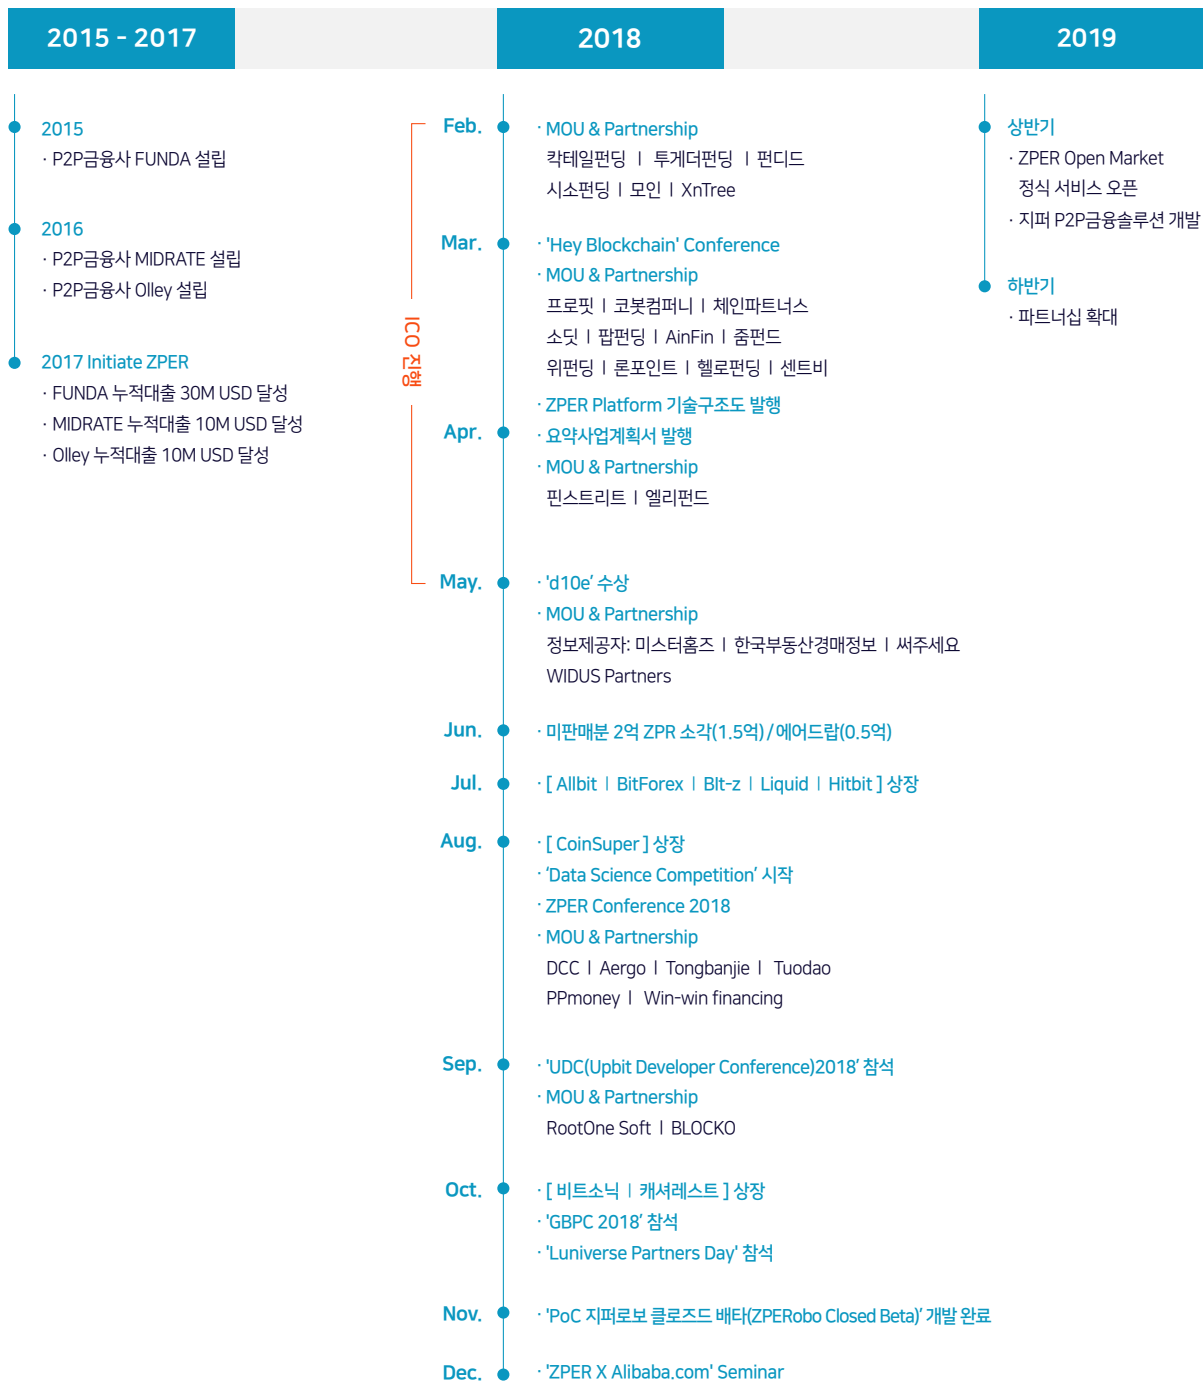 2015 - 2017
2015
· P2P금융사 FUNDA 설립
2016
· P2P금융사 MIDRATE 설립
· P2P금융사 Olley 설립
2017 Initiate ZPER
· FUNDA 누적대출 30M USD 달성
· MIDRATE 누적대출 10M USD 달성
· Olley 누적대출 10M USD 달성
2018
ICO 진행
Feb.
· MOU & Partnership
칵테일펀딩 | 투게더펀딩 | 펀디드
시소펀딩 | 모인 | XnTree
Mar.
· 'Hey Blockchain' Conference
· MOU & Partnership
프로핏 | 코봇컴퍼니 | 체인파트너스
소딧 | 팝펀딩 | AinFin | 줌펀드
위펀딩 | 론포인트 | 헬로펀딩 | 센트비
· ZPER Platform 기술구조도 발행
Apr.
· 요약사업계획서 발행
· MOU & Partnership
핀스트리트 | 엘리펀드
May.
· 'd10e' 수상
· MOU & Partnership
정보제공자: 미스터홈즈 | 한국부동산경매정보 | 써주세요
WIDUS Partners
Jun.
· 미판매분 2억 ZPR 소각(1.5억) / 에어드랍(0.5억)
Jul.
· [ Allbit | BitForex | BIt-z | Liquid | Hitbit ] 상장
Aug.
· [ CoinSuper ] 상장
· ‘Data Science Competition’ 시작
· ZPER Conference 2018
· MOU & Partnership
DCC | Aergo | Tongbanjie | Tuodao
PPmoney | Win-win financing
Sep.
· 'UDC(Upbit Developer Conference)2018’ 참석
· MOU & Partnership
RootOne Soft | BLOCKO
Oct.
· [ 비트소닉 | 캐셔레스트 ] 상장
· 'GBPC 2018’ 참석
· 'Luniverse Partners Day' 참석
Nov.
· 'PoC 지퍼로보 클로즈드 배타(ZPERobo Closed Beta)’ 개발 완료
Dec.
· 'ZPER X Alibaba.com' Seminar
2019
상반기
· ZPER Open Market
정식 서비스 오픈
· 지퍼 P2P금융솔루션 개발
하반기
· 파트너십 확대